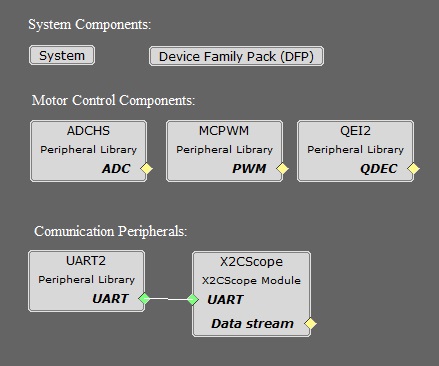 System Components:
System
Device Family Pack (DFP)
Motor Control Components:
ADCHS
Peripheral Library
ADC
MCPWM
Peripheral Library
PWM
QEI2
Peripheral Library
QDEC
Comunication Peripherals:
UART2
Peripheral Library
UART
X2CScope
X2CScope Module
UART
Data stream